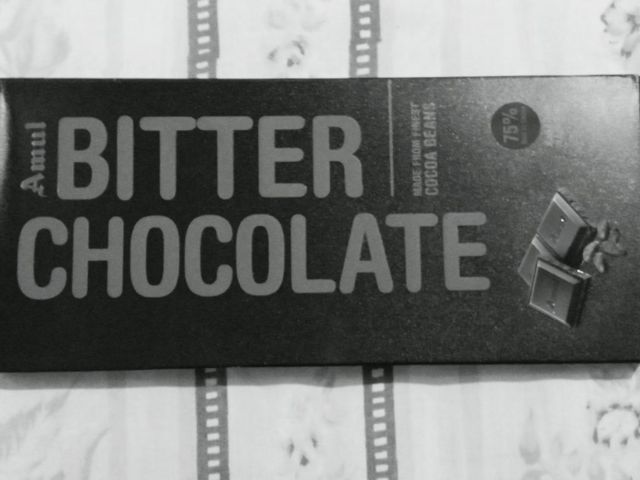 Amul
BITTER
CHOCOLATE
MADE FROM FINEST
COCOA BEANS
75%